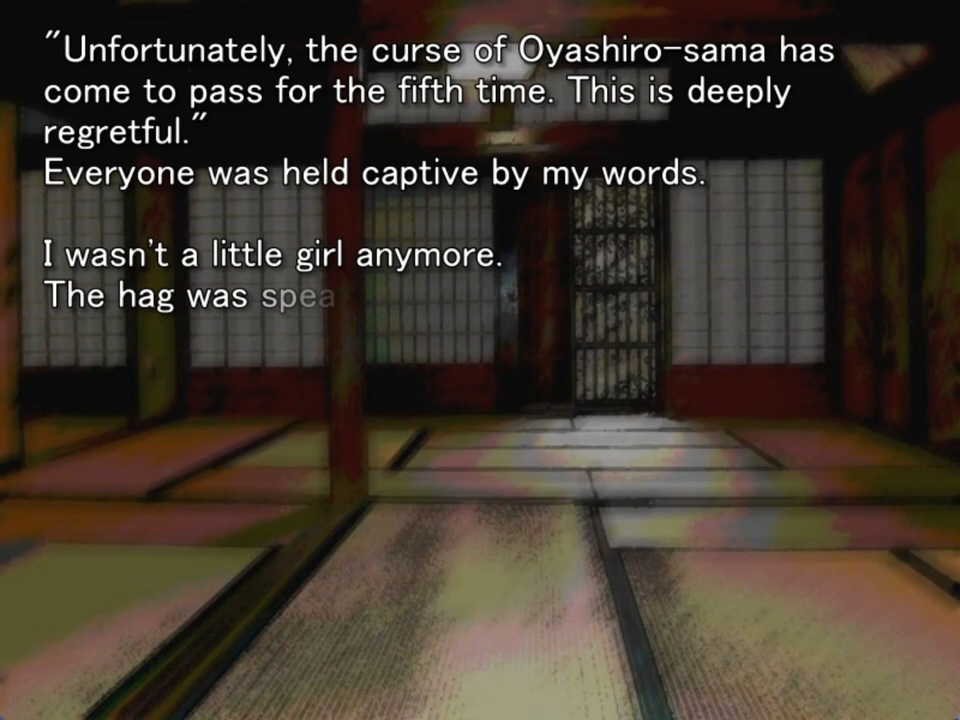 "Unfortunately, the curse of Oyashiro-sama has
come to pass for the fifth time. This is deeply
regretful."
Everyone was held captive by my words.
I wasn't a little girl anymore.
The hag was spea